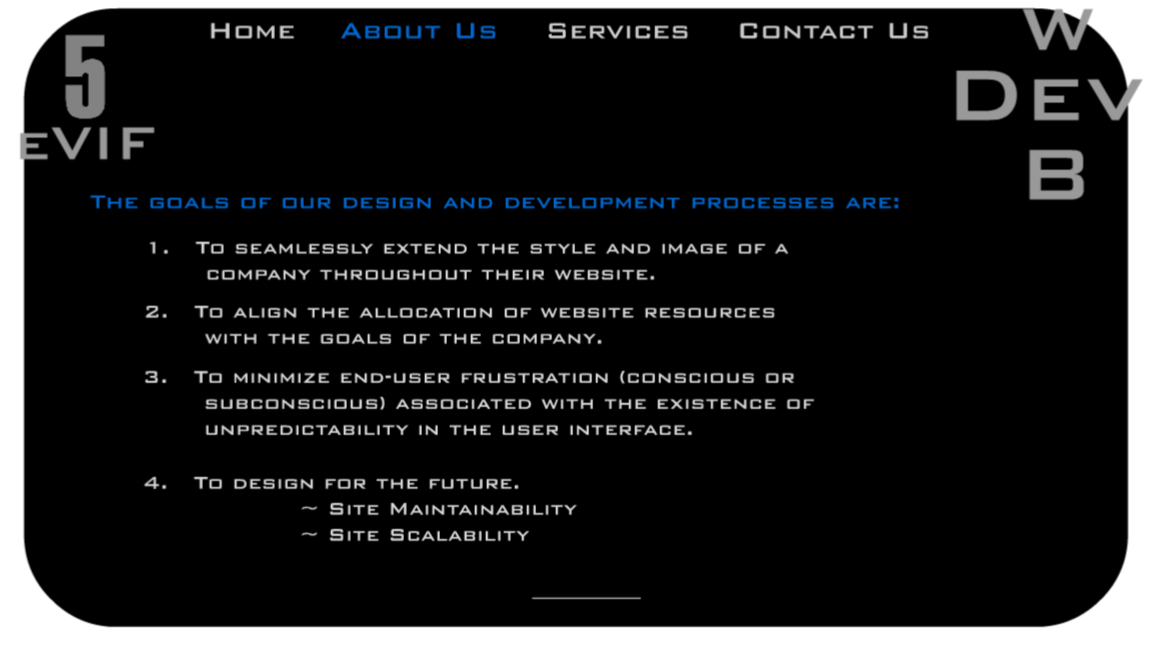 Home About Us Services Contact Us
5
eVIF
W
Dev
B
The goals of our design and development processes are:
1. To seamlessly extend the style and image of a
company throughout their website.
2. To align the allocation of website resources
with the goals of the company.
3. To minimize end-user frustration (conscious or
subconscious) associated with the existence of
unpredictability in the user interface.
4. To design for the future.
~ Site Maintainability
~ Site Scalability